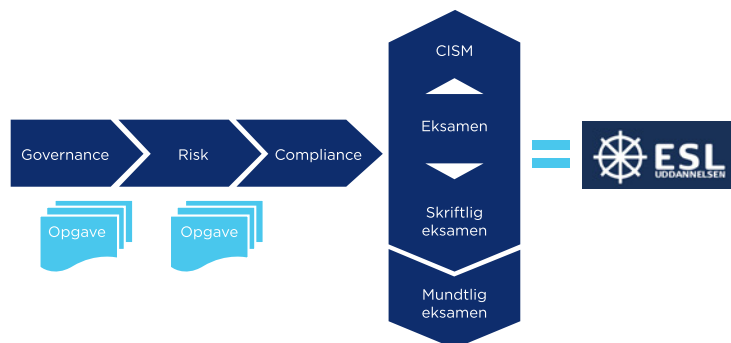 Governance
Risk
Compliance
Opgave
Opgave
CISM
Eksamen
Skriftlig
eksamen
Mundtlig
eksamen
ESL
UDDANNELSEN